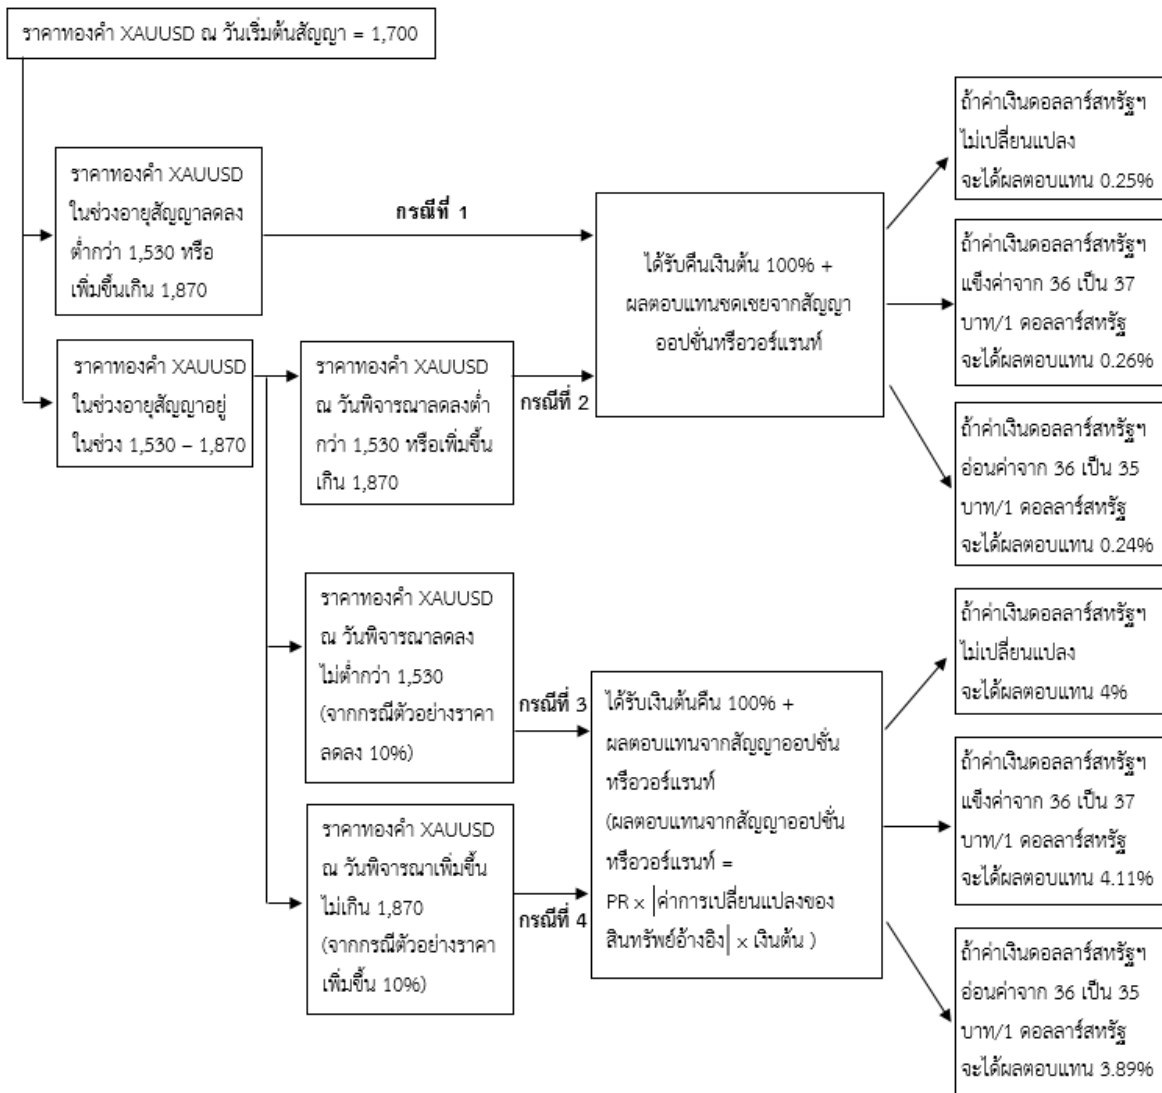 ราคาทองคำ XAUUSD ณ วันเริ่มต้นสัญญา = 1,700
ราคาทองคำ XAUUSD
ในช่วงอายุสัญญาลดลง
ต่ำกว่า 1,530 หรือ
เพิ่มขึ้นเกิน 1,870
กรณีที่ 1
ได้รับคืนเงินต้น 100% +
ผลตอบแทนชดเชยจากสัญญา
ออปชั่นหรือวอร์แรนท์
ถ้าค่าเงินดอลลาร์สหรัฐฯ
ไม่เปลี่ยนแปลง
จะได้ผลตอบแทน 0.25%
ถ้าค่าเงินดอลลาร์สหรัฐฯ
แข็งค่าจาก 36 เป็น 37
บาท/1 ดอลลาร์สหรัฐ
จะได้ผลตอบแทน 0.26%
ถ้าค่าเงินดอลลาร์สหรัฐฯ
อ่อนค่าจาก 36 เป็น 35
บาท/1 ดอลลาร์สหรัฐ
จะได้ผลตอบแทน 0.24%
ราคาทองคำ XAUUSD
ในช่วงอายุสัญญาอยู่
ในช่วง 1,530 – 1,870
ราคาทองคำ XAUUSD
ณ วันพิจารณาลดลงต่ำ
กว่า 1,530 หรือเพิ่มขึ้น
เกิน 1,870
กรณีที่ 2
ราคาทองคำ XAUUSD
ณ วันพิจารณาลดลง
ไม่ต่ำกว่า 1,530
(จากกรณีตัวอย่างราคา
ลดลง 10%)
กรณีที่ 3
ราคาทองคำ XAUUSD
ณ วันพิจารณาเพิ่มขึ้น
ไม่เกิน 1,870
(จากกรณีตัวอย่างราคา
เพิ่มขึ้น 10%)
กรณีที่ 4
ได้รับเงินต้นคืน 100% +
ผลตอบแทนจากสัญญาออปชั่น
หรือวอร์แรนท์
(ผลตอบแทนจากสัญญาออปชั่น
หรือวอร์แรนท์ =
PR x |ค่าการเปลี่ยนแปลงของ
สินทรัพย์อ้างอิง| x เงินต้น )
ถ้าค่าเงินดอลลาร์สหรัฐฯ
ไม่เปลี่ยนแปลง
จะได้ผลตอบแทน 4%
ถ้าค่าเงินดอลลาร์สหรัฐฯ
แข็งค่าจาก 36 เป็น 37
บาท/1 ดอลลาร์สหรัฐ
จะได้ผลตอบแทน 4.11%
ถ้าค่าเงินดอลลาร์สหรัฐฯ
อ่อนค่าจาก 36 เป็น 35
บาท/1 ดอลลาร์สหรัฐ
จะได้ผลตอบแทน 3.89%